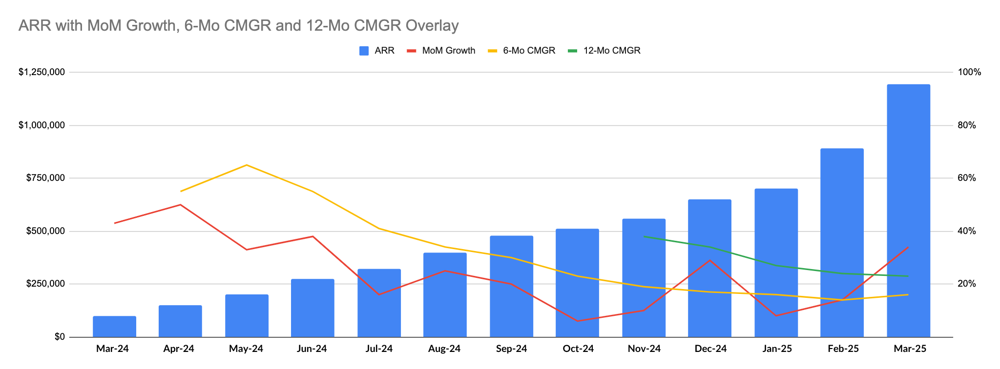 ARR with MoM Growth, 6-Mo CMGR and 12-Mo CMGR Overlay
ARR MoM Growth 6-Mo CMGR 12-Mo CMGR
$1,250,000 100%
$1,000,000 80%
$750,000 60%
$500,000 40%
$250,000 20%
$0
Mar-24 Apr-24 May-24 Jun-24 Jul-24 Aug-24 Sep-24 Oct-24 Nov-24 Dec-24 Jan-25 Feb-25 Mar-25